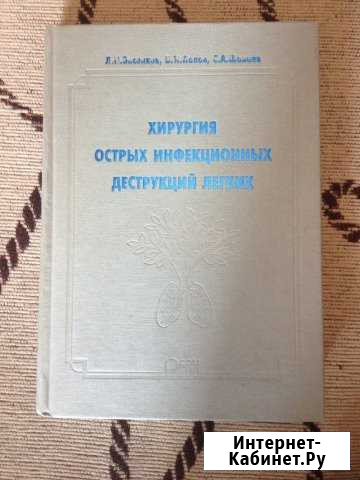 ХИРУРГИЯ
ОСТРЫХ ИНФЕКЦИОННЫХ
ДЕСТРУКЦИЙ ЛЕГКИХ
Интернет-
Кабинет.Ру